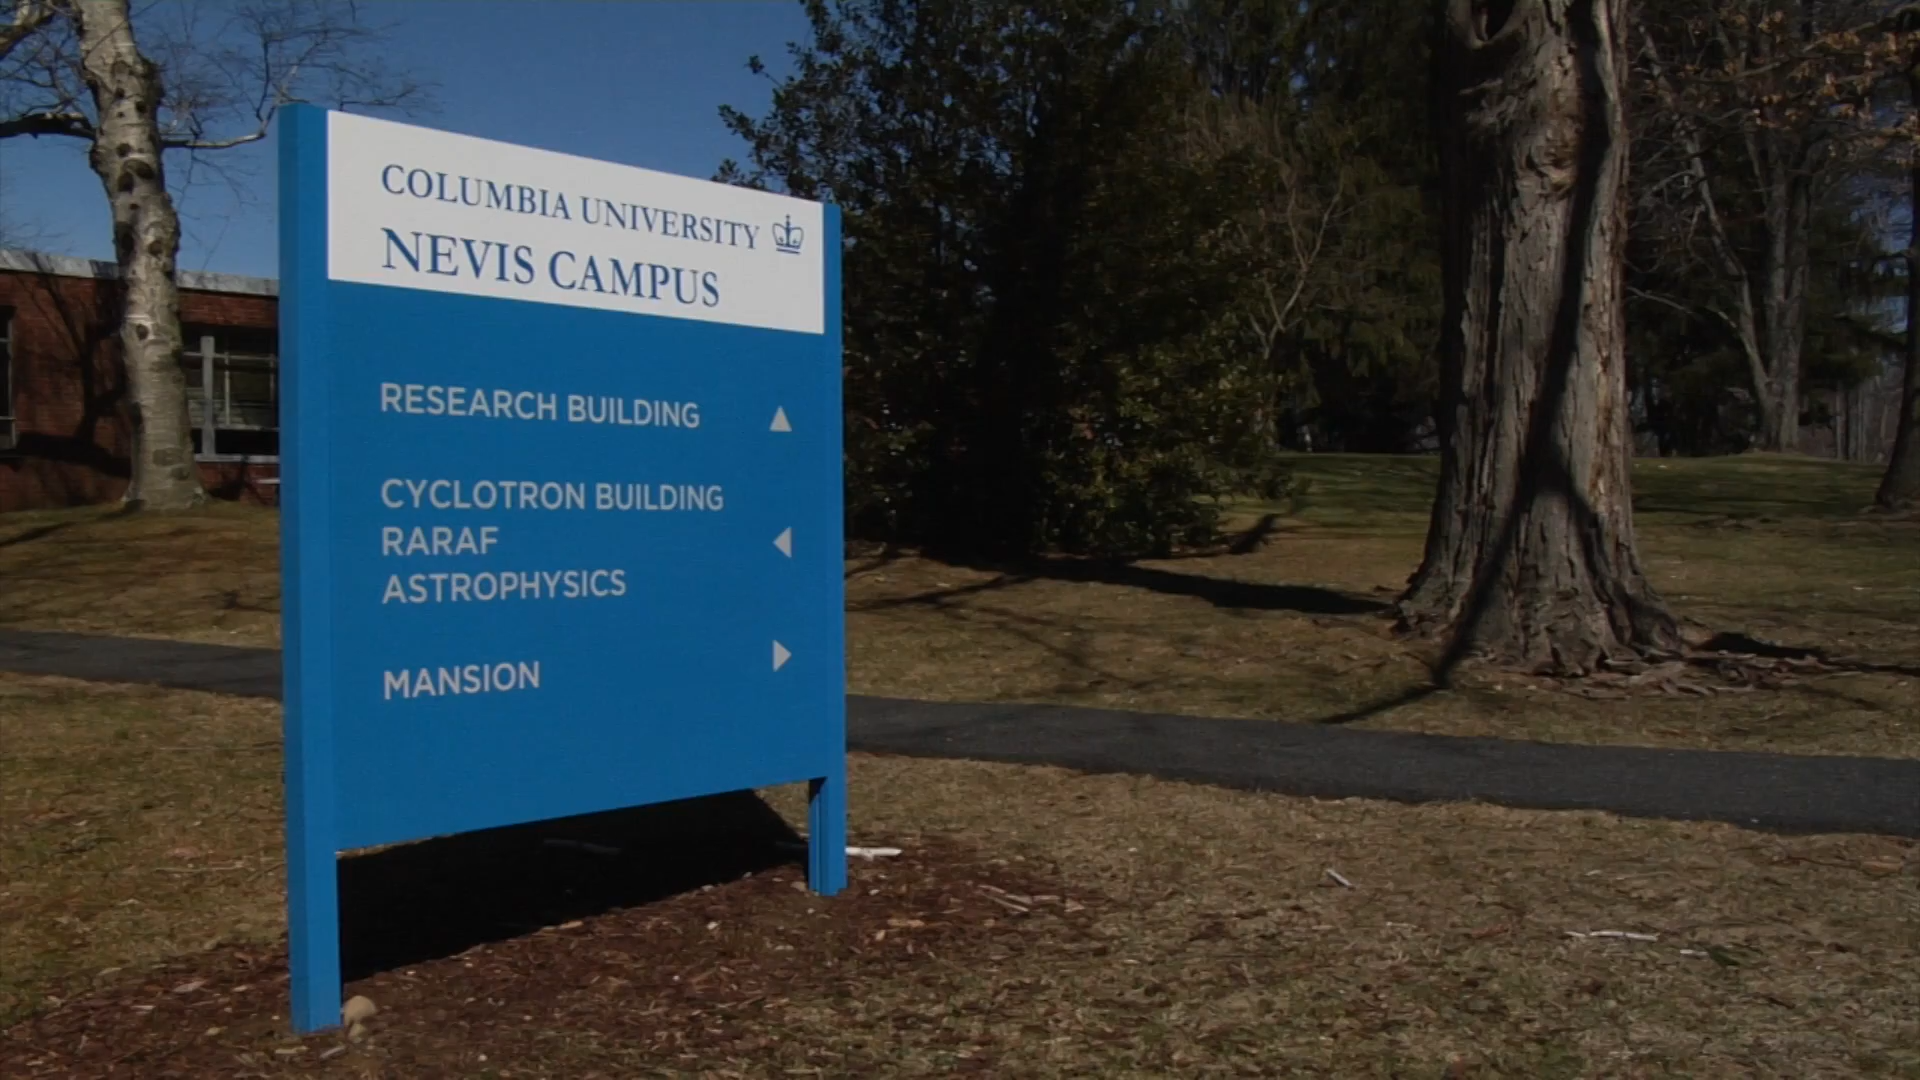 COLUMBIA UNIVERSITY
NEVIS CAMPUS
RESEARCH BUILDING
CYCLOTRON BUILDING
RARAF
ASTROPHYSICS
MANSION